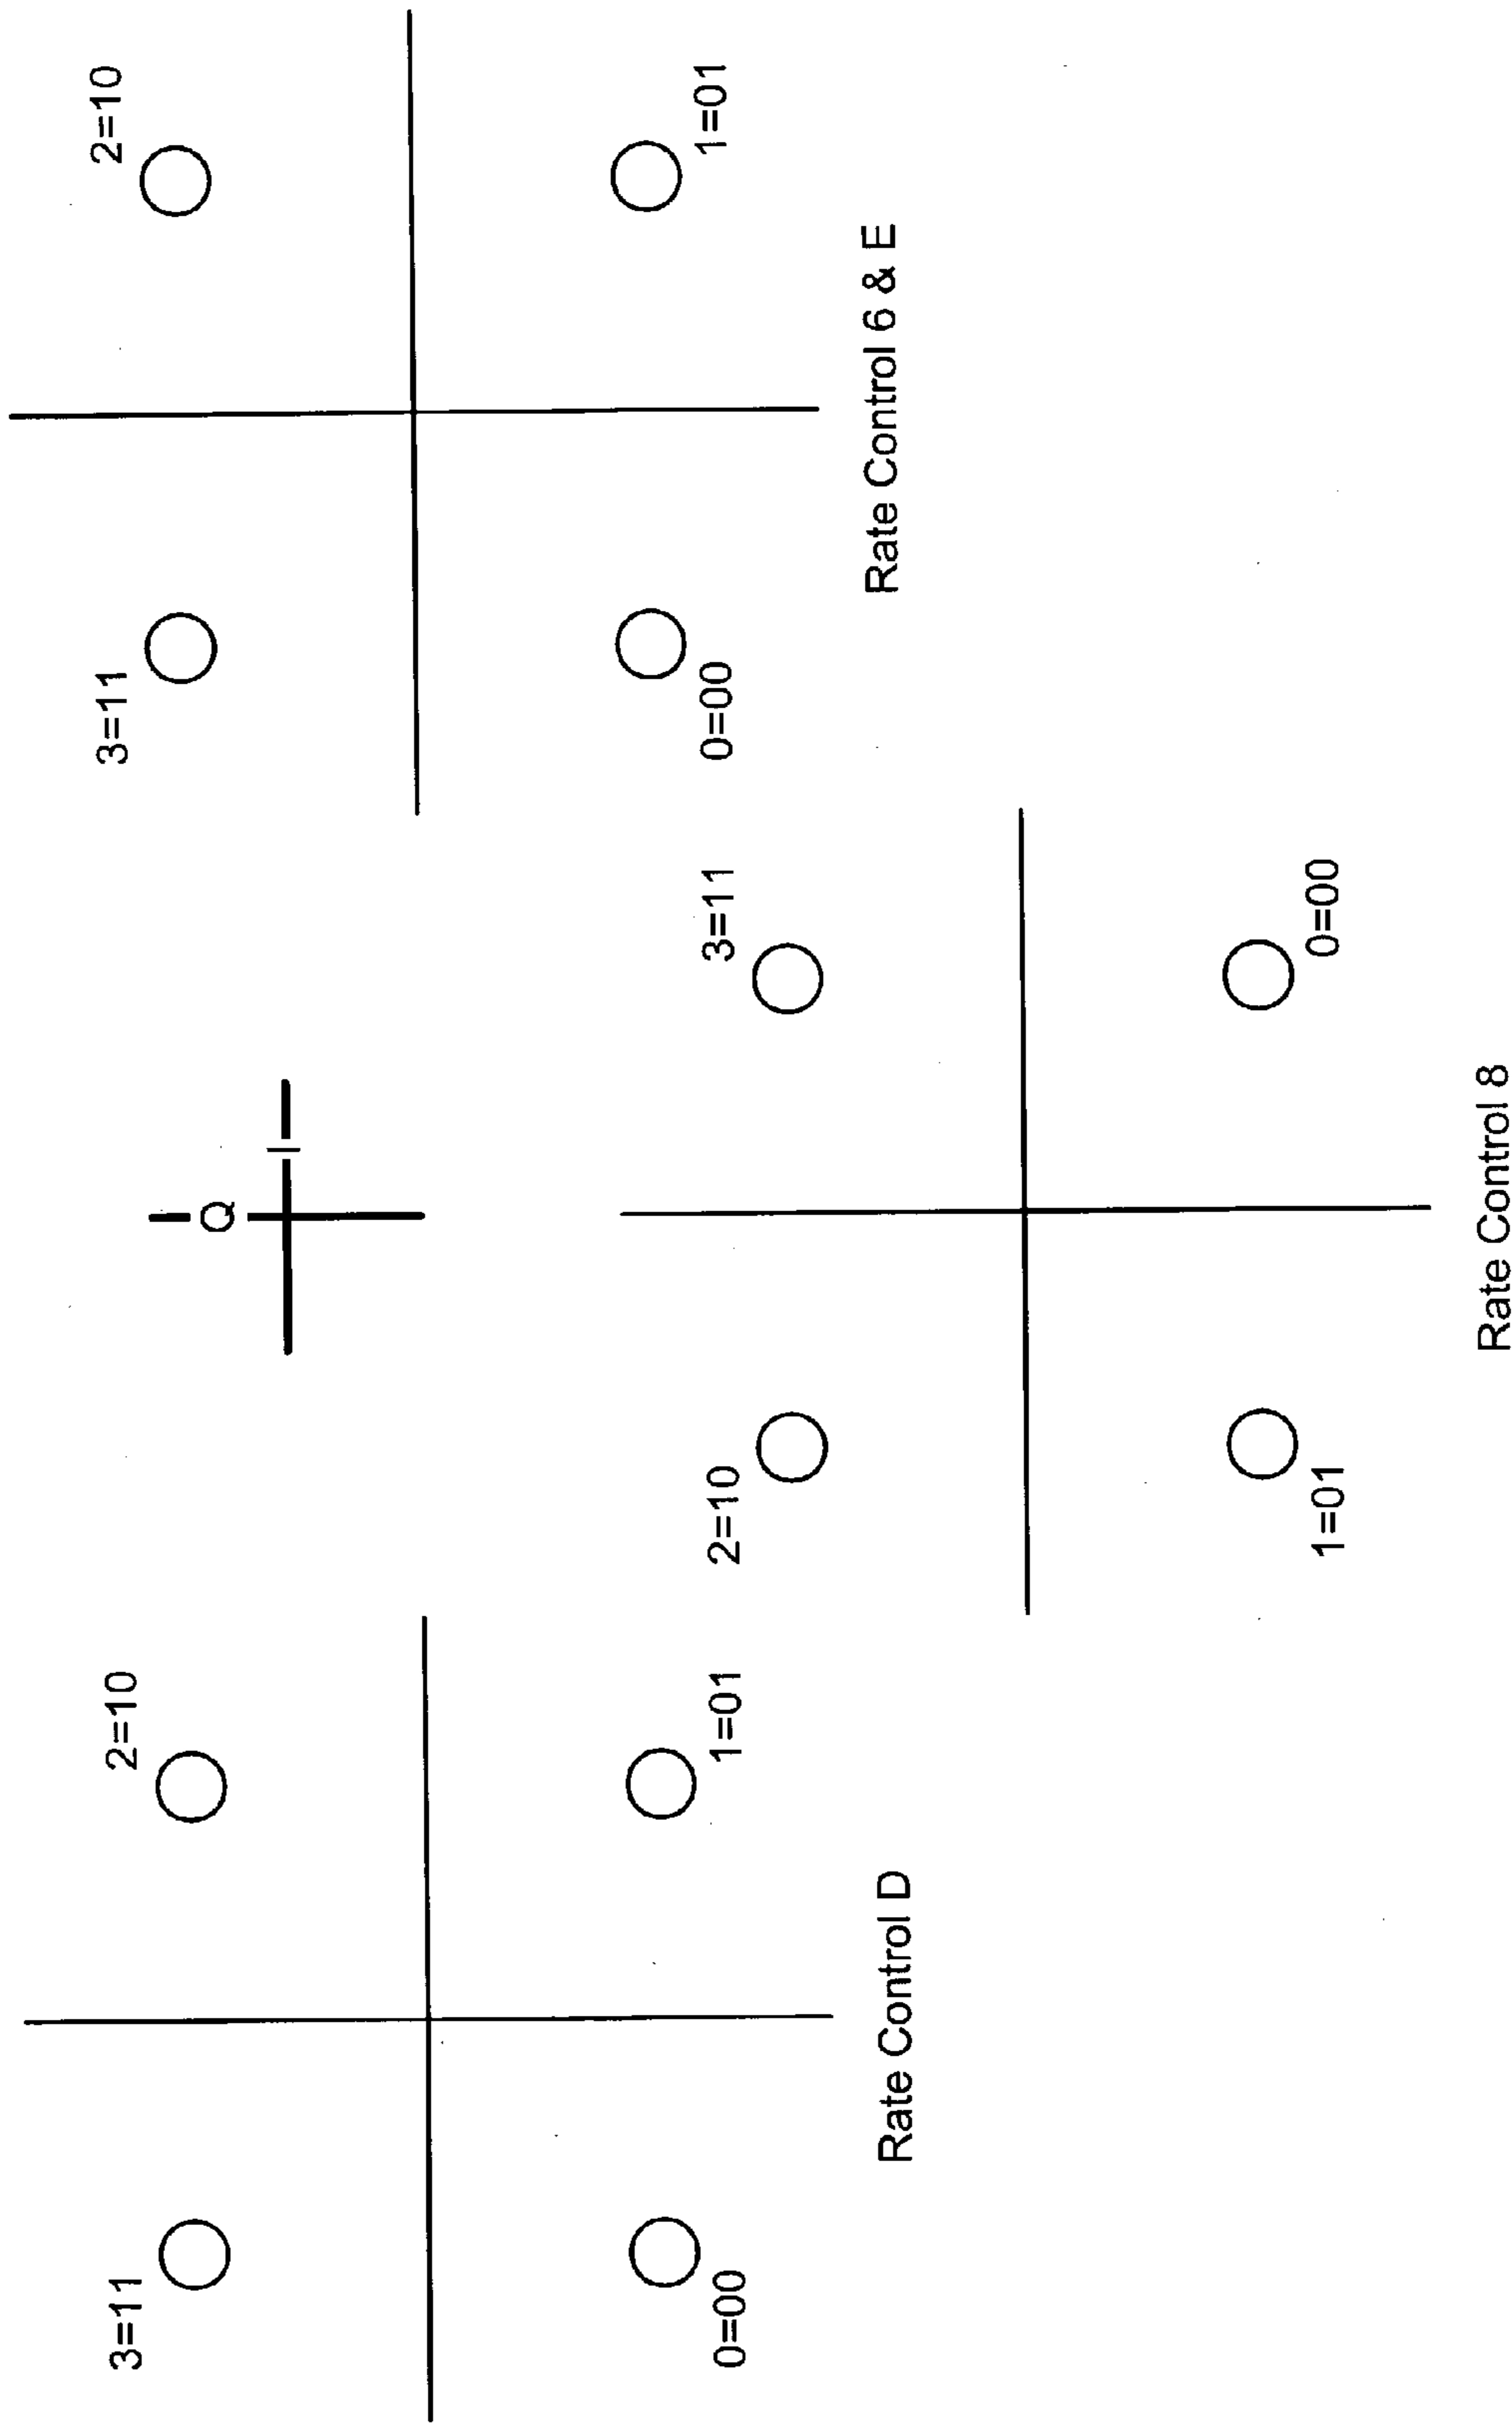 3=11
2=10
0=00
1=01
Rate Control D
Q
I
3=11
2=10
0=00
1=01
Rate Control 6 & E
2=10
3=11
1=01
0=00
Rate Control 8